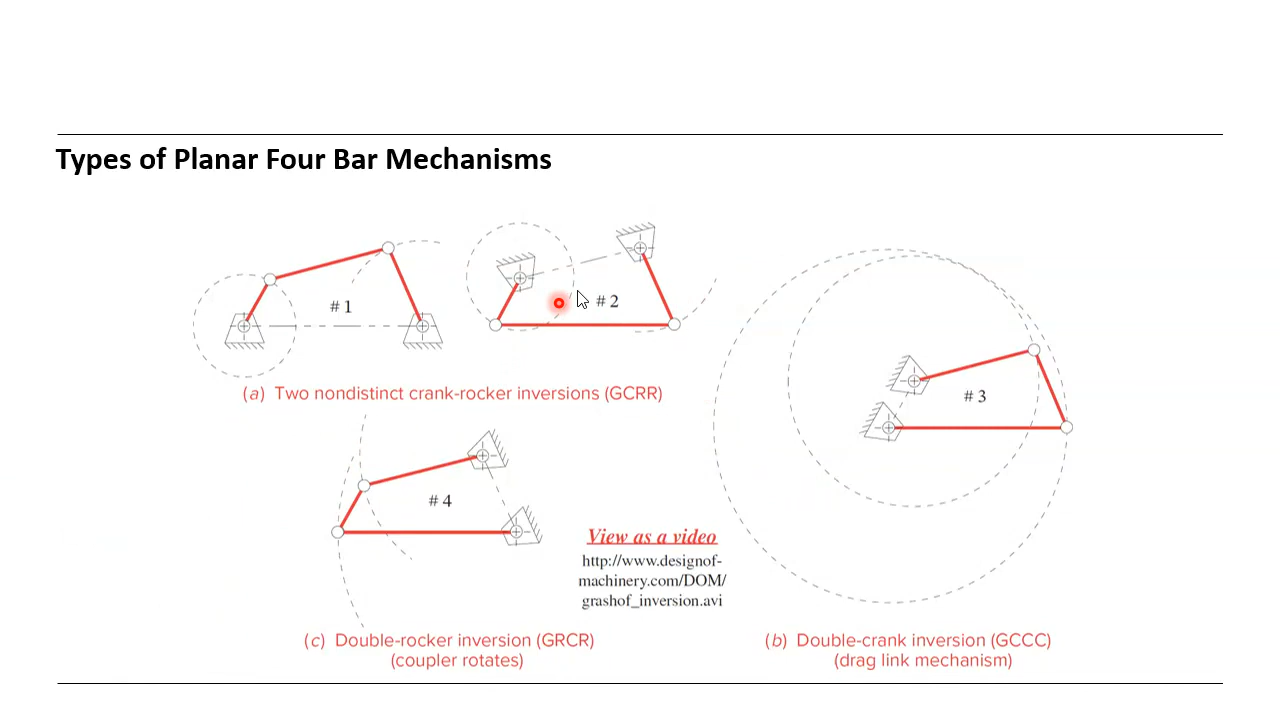 Types of Planar Four Bar Mechanisms
# 1
# 2
(a) Two nondistinct crank-rocker inversions (GCRR)
# 3
# 4
View as a video
http://www.designof-
machinery.com/DOM/
grashof_inversion.avi
(c) Double-rocker inversion (GRCR)
(coupler rotates)
(b) Double-crank inversion (GCCC)
(drag link mechanism)